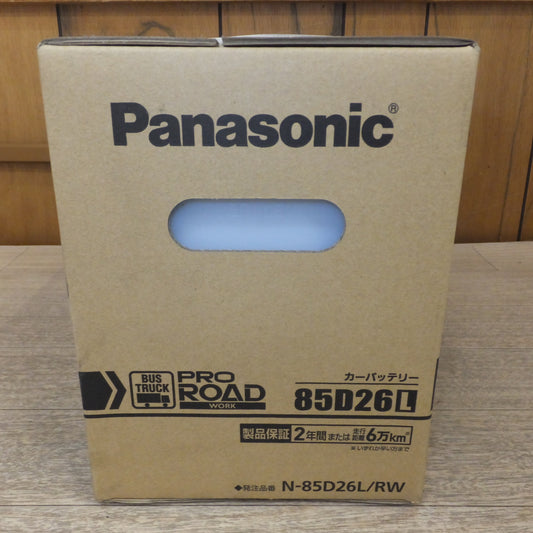 Panasonic®
BUS
TRUCK
PRO
ROAD
WORK
カーバッテリー
85D26L
製品保証 2年間 または 走行距離 6万km※
※いずれか早い方まで
◆発注品番 N-85D26L/RW